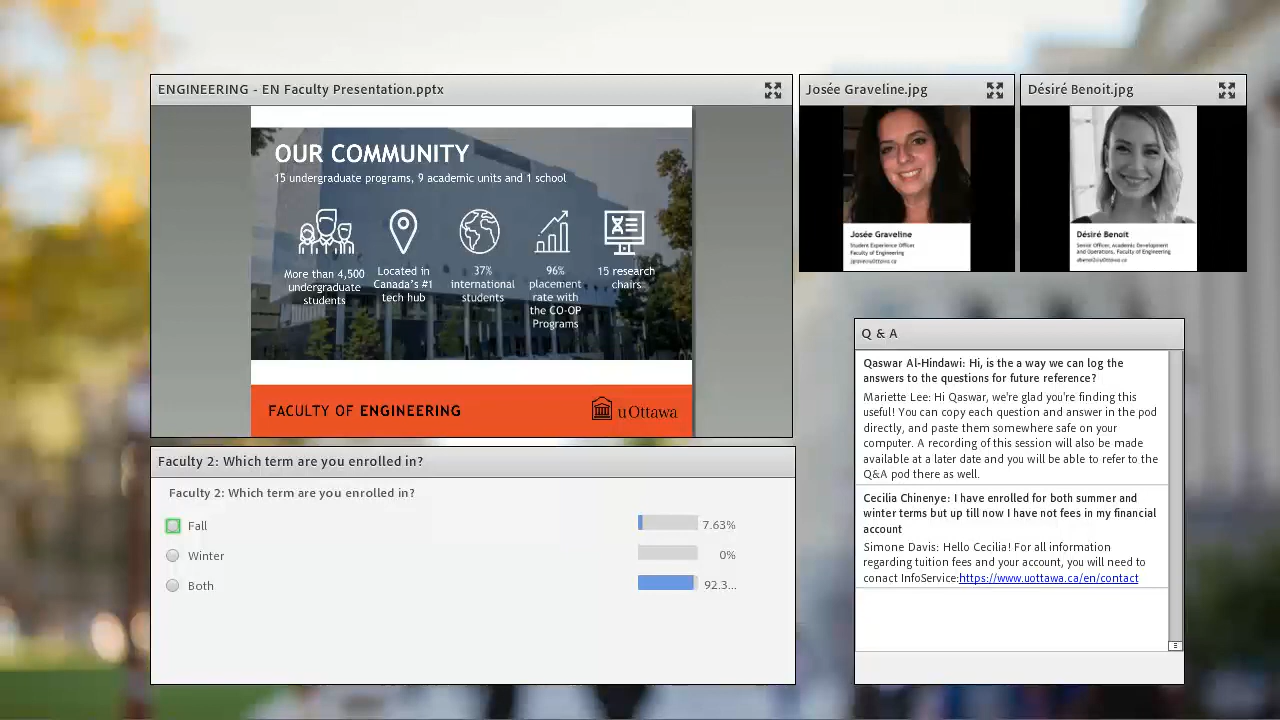 ENGINEERING - EN Faculty Presentation.pptx
OUR COMMUNITY
15 undergraduate programs, 9 academic units and 1 school
More than 4,500
undergraduate
students
Located in
Canada's #1
tech hub
37%
international
students
96%
placement
rate with
the CO-OP
Programs
15 research
chairs
FACULTY OF ENGINEERING
uOttawa
Josée Graveline.jpg
Josée Graveline
Student Experience Officer
Faculty of Engineering
Désiré Benoit.jpg
Désiré Benoit
Senior Officer, Academic Development
and Operations, Faculty of Engineering
Faculty 2: Which term are you enrolled in?
Faculty 2: Which term are you enrolled in?
Fall 7.63%
Winter 0%
Both 92.3...
Q & A
Qaswar Al-Hindawi: Hi, is the a way we can log the
answers to the questions for future reference?
Mariette Lee: Hi Qaswar, we're glad you're finding this
useful! You can copy each question and answer in the pod
directly, and paste them somewhere safe on your
computer. A recording of this session will also be made
available at a later date and you will be able to refer to the
Q&A pod there as well.
Cecilia Chinenye: I have enrolled for both summer and
winter terms but up till now I have not fees in my financial
account
Simone Davis: Hello Cecilia! For all information
regarding tuition fees and your account, you will need to
conact InfoService:https://www.uottawa.ca/en/contact